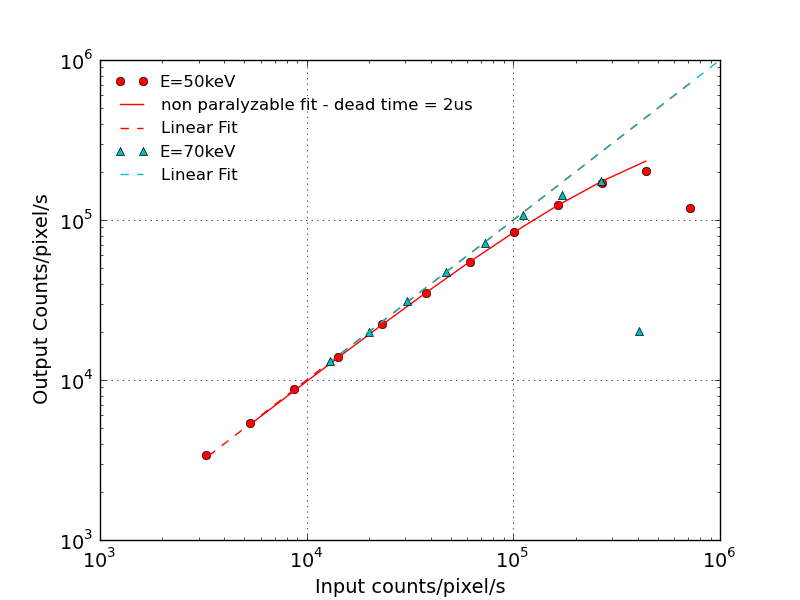 E=50keV
non paralyzable fit - dead time = 2us
Linear Fit
E=70keV
Linear Fit
Output Counts/pixel/s
10^6
10^5
10^4
10^3
10^3 10^4 10^5 10^6
Input counts/pixel/s